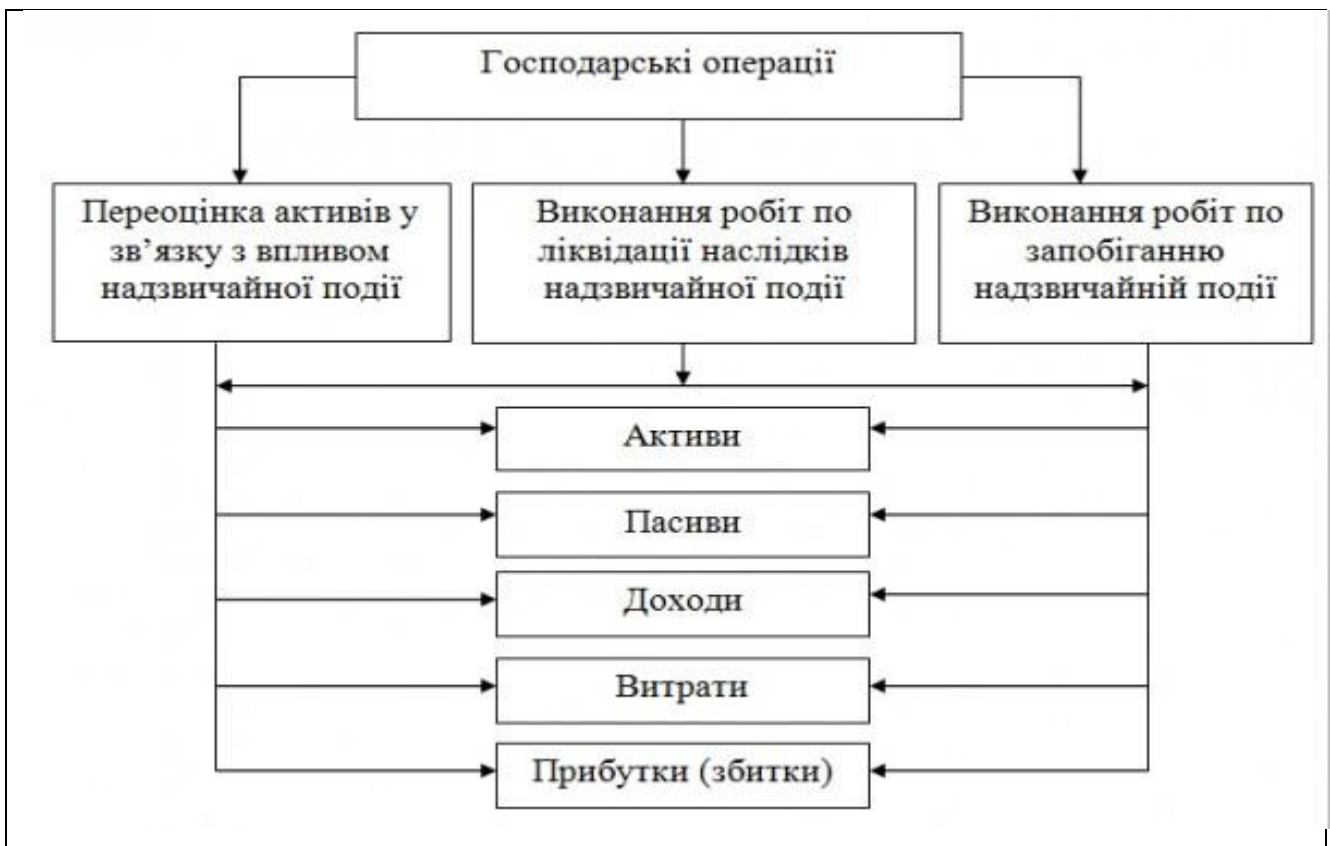 Господарські операції
Переоцінка активів у
зв’язку з впливом
надзвичайної події
Виконання робіт по
ліквідації наслідків
надзвичайної події
Виконання робіт по
запобіганню
надзвичайній події
Активи
Пасиви
Доходи
Витрати
Прибутки (збитки)